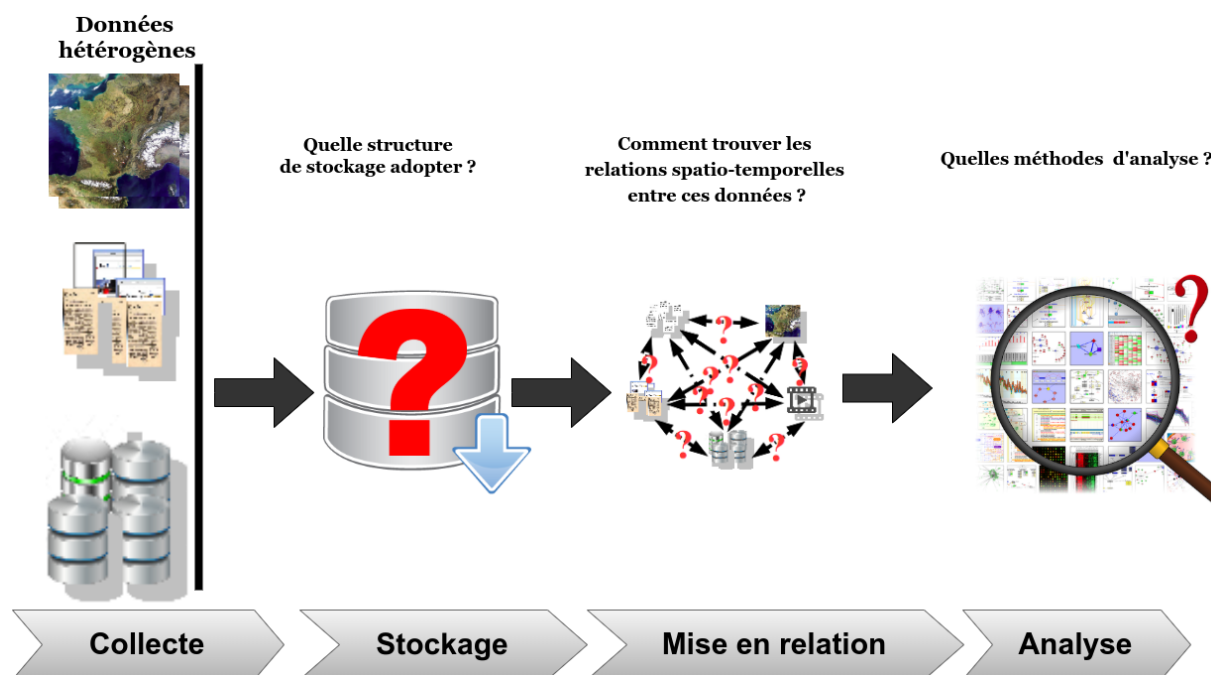 Données
hétérogènes
Quelle structure
de stockage adopter ?
Comment trouver les
relations spatio-temporelles
entre ces données ?
Quelles méthodes d'analyse ?
?
?
Collecte
Stockage
Mise en relation
Analyse